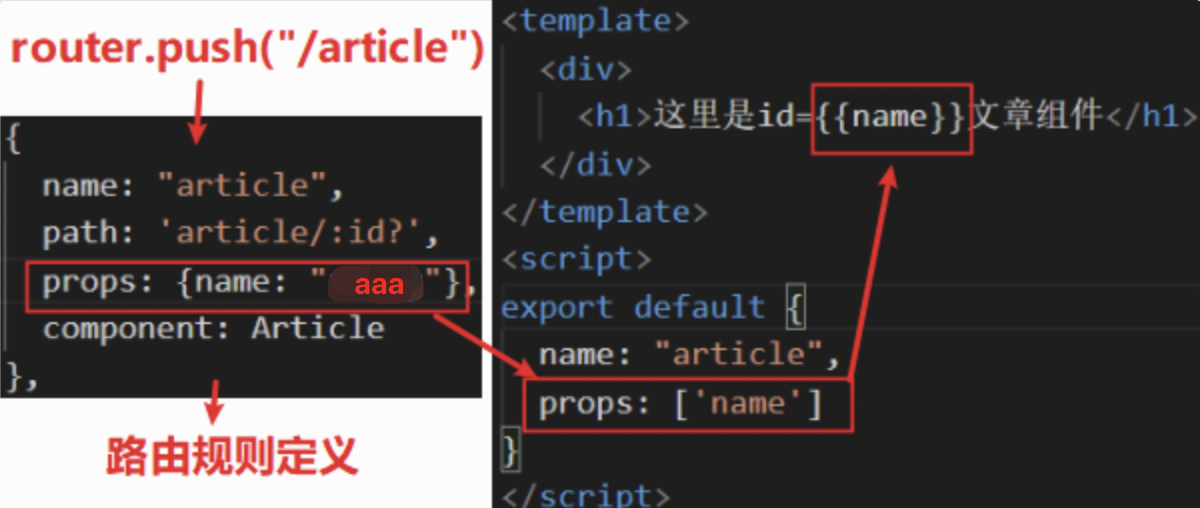 router.push("/article")
{
name: "article",
path: 'article/:id?',
props: {name: "aaa"},
component: Article
},
路由规则定义
<template>
<div>
<h1>这里是id={{name}}文章组件</h1>
</div>
</template>
<script>
export default {
name: "article",
props: ['name']
}
</script>